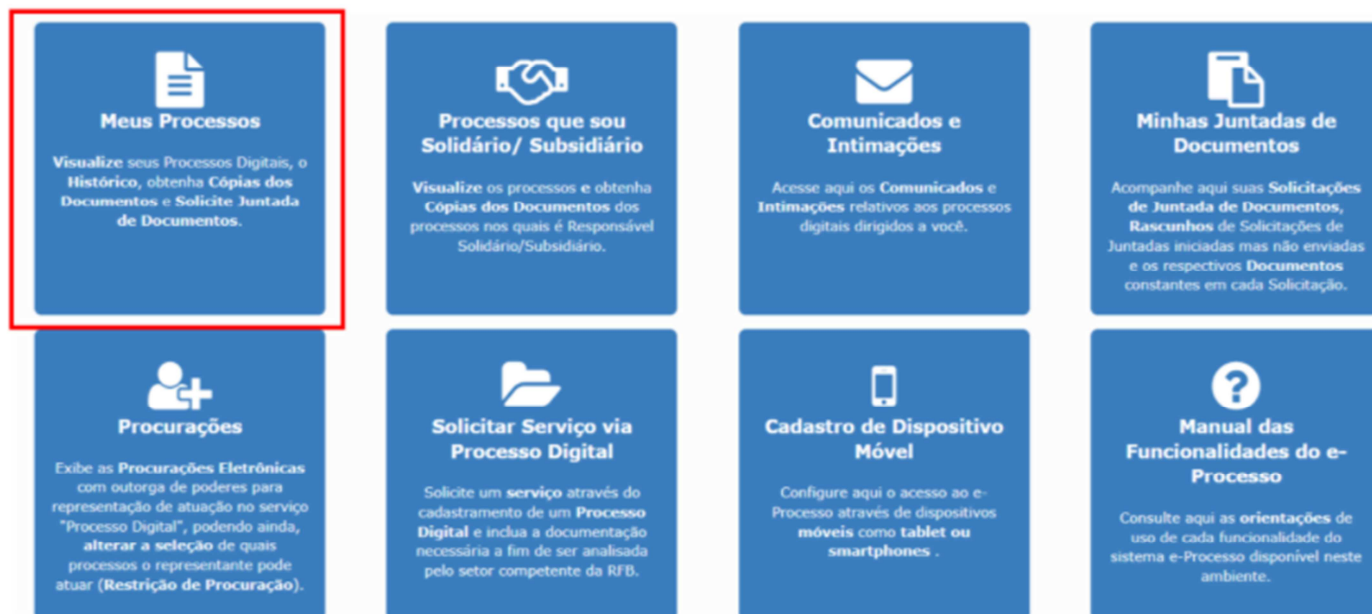 Meus Processos
Visualize seus Processos Digitais, o
Histórico, obtenha Cópias dos
Documentos e Solicite Juntada
de Documentos.
Processos que sou
Solidário/ Subsidiário
Visualize os processos e obtenha
Cópias dos Documentos dos
processos nos quais é Responsável
Solidário/Subsidiário.
Comunicados e
Intimações
Acesse aqui os Comunicados e
Intimações relativos aos processos
digitais dirigidos a você.
Minhas Juntadas de
Documentos
Acompanhe aqui suas Solicitações
de Juntada de Documentos,
Rascunhos de Solicitações de
Juntadas iniciadas mas não enviadas
e os respectivos Documentos
constantes em cada Solicitação.
Procurações
Exibe as Procurações Eletrônicas
com outorga de poderes para
representação de atuação no serviço
"Processo Digital", podendo ainda,
alterar a seleção de quais
processos o representante pode
atuar (Restrição de Procuração).
Solicitar Serviço via
Processo Digital
Solicite um serviço através do
cadastramento de um Processo
Digital e inclua a documentação
necessária a fim de ser analisada
pelo setor competente da RFB.
Cadastro de Dispositivo
Móvel
Configure aqui o acesso ao e-
Processo através de dispositivos
móveis como tablet ou
smartphones .
Manual das
Funcionalidades do e-
Processo
Consulte aqui as orientações de
uso de cada funcionalidade do
sistema e-Processo disponível neste
ambiente.